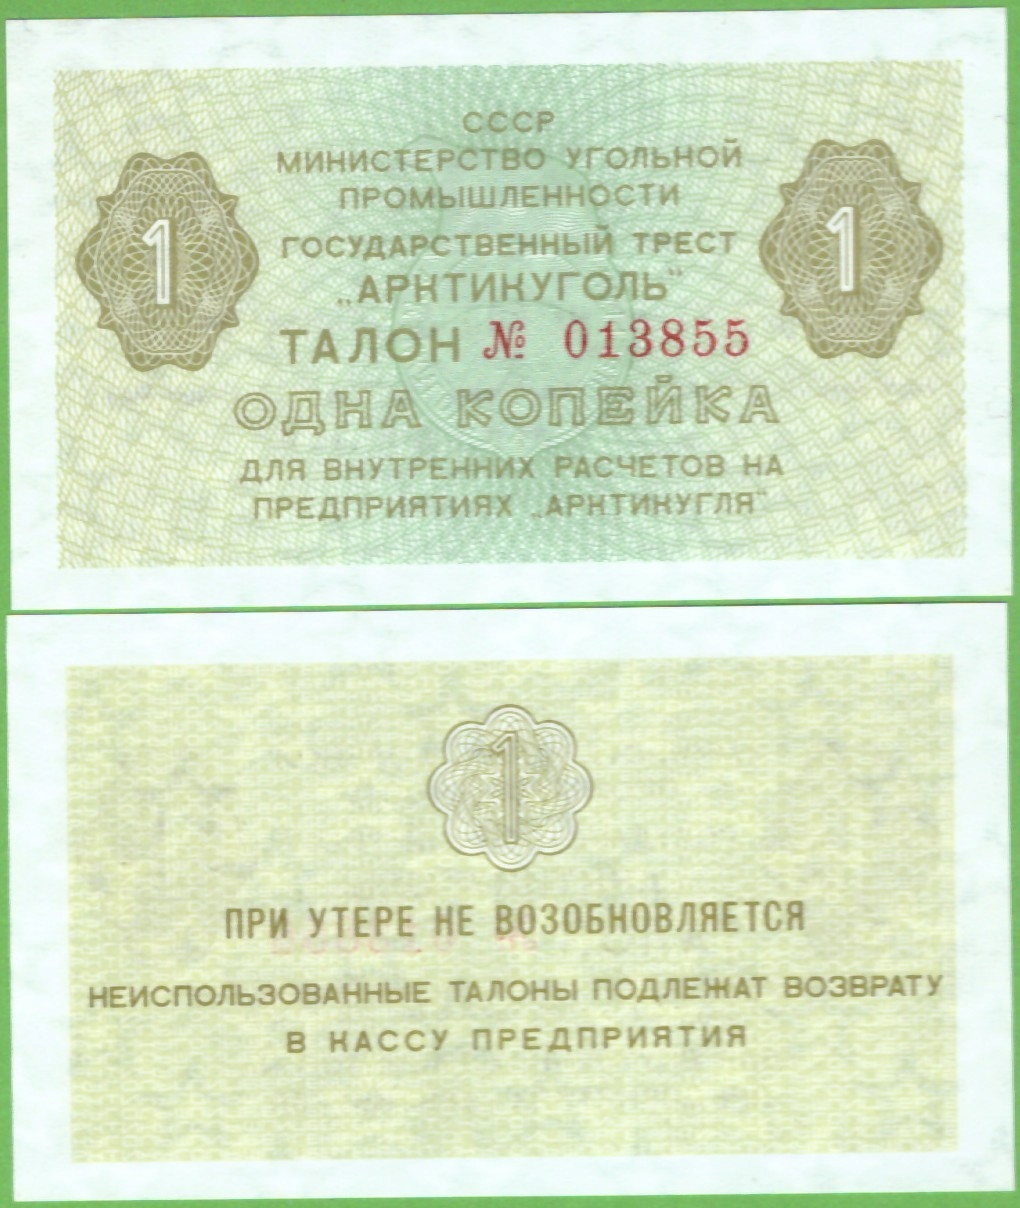 СССР
МИНИСТЕРСТВО УГОЛЬНОЙ
ПРОМЫШЛЕННОСТИ
ГОСУДАРСТВЕННЫЙ ТРЕСТ
„АРКТИКУГОЛЬ"
1
1
ТАЛОН № 013855
ОДНА КОПЕЙКА
ДЛЯ ВНУТРЕННИХ РАСЧЕТОВ НА
ПРЕДПРИЯТИЯХ „АРКТИКУГЛЯ"
1
ПРИ УТЕРЕ НЕ ВОЗОБНОВЛЯЕТСЯ
НЕИСПОЛЬЗОВАННЫЕ ТАЛОНЫ ПОДЛЕЖАТ ВОЗВРАТУ
В КАССУ ПРЕДПРИЯТИЯ